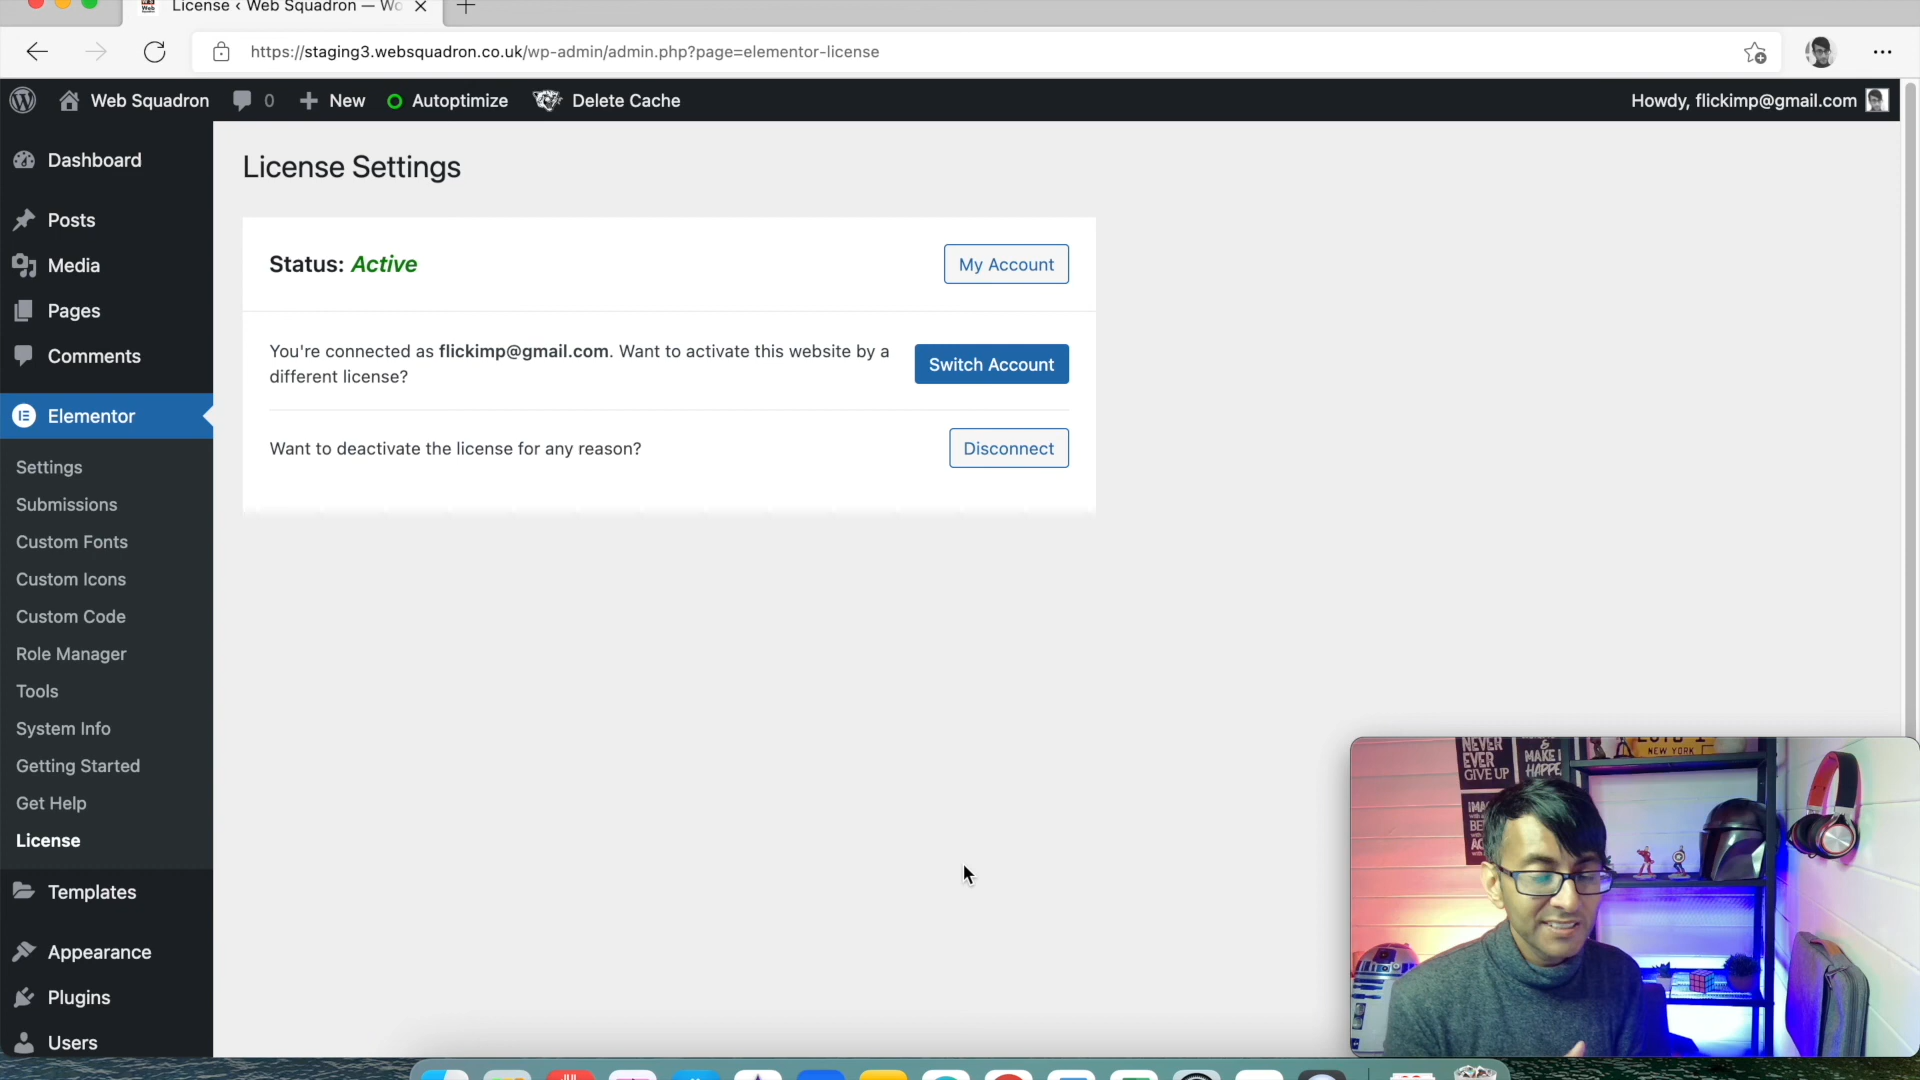 License ‹ Web Squadron — Wo
https://staging3.websquadron.co.uk/wp-admin/admin.php?page=elementor-license
Web Squadron
0
New
Autoptimize
Delete Cache
Howdy, flickimp@gmail.com
Dashboard
Posts
Media
Pages
Comments
Elementor
Settings
Submissions
Custom Fonts
Custom Icons
Custom Code
Role Manager
Tools
System Info
Getting Started
Get Help
License
Templates
Appearance
Plugins
Users
License Settings
Status: Active
My Account
You're connected as flickimp@gmail.com. Want to activate this website by a
different license?
Switch Account
Want to deactivate the license for any reason?
Disconnect
NEVER
EVER
GIVE UP
&
MAKE I
HAPPE
NEW YORK